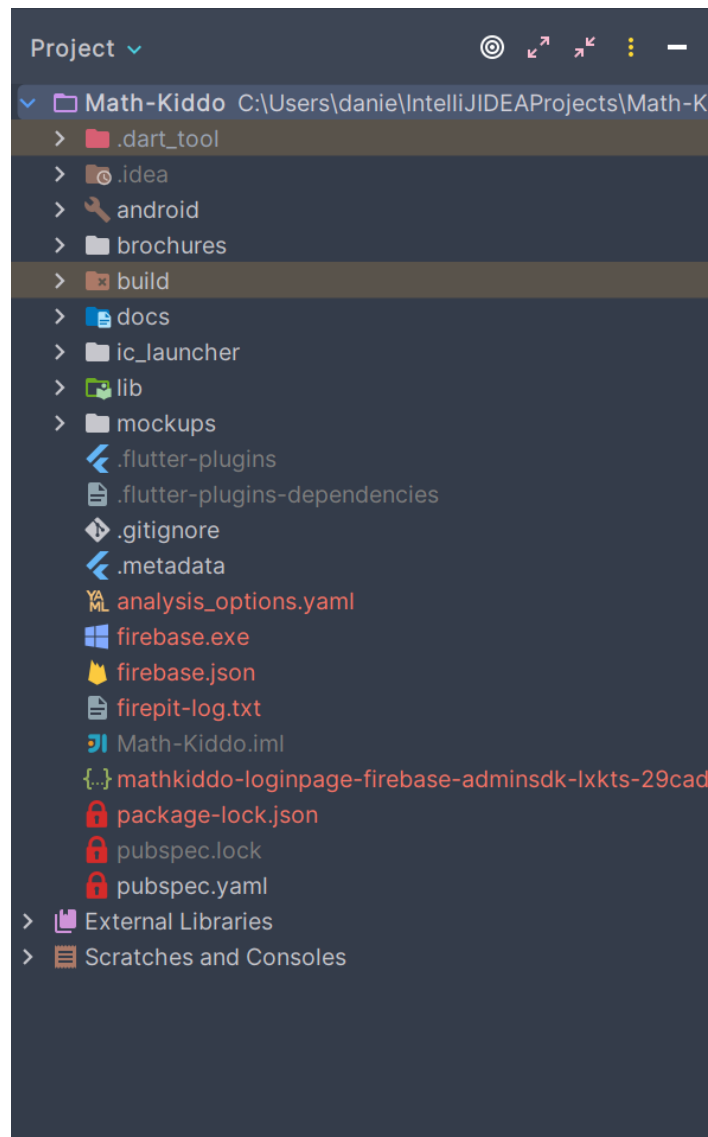 Project
Math-Kiddo C:\Users\danie\IntelliJIDEAProjects\Math-K
.dart_tool
.idea
android
brochures
build
docs
ic_launcher
lib
mockups
.flutter-plugins
.flutter-plugins-dependencies
.gitignore
.metadata
YAML analysis_options.yaml
firebase.exe
firebase.json
firepit-log.txt
JI Math-Kiddo.iml
{...} mathkiddo-loginpage-firebase-adminsdk-lxkts-29cad
package-lock.json
pubspec.lock
pubspec.yaml
External Libraries
Scratches and Consoles